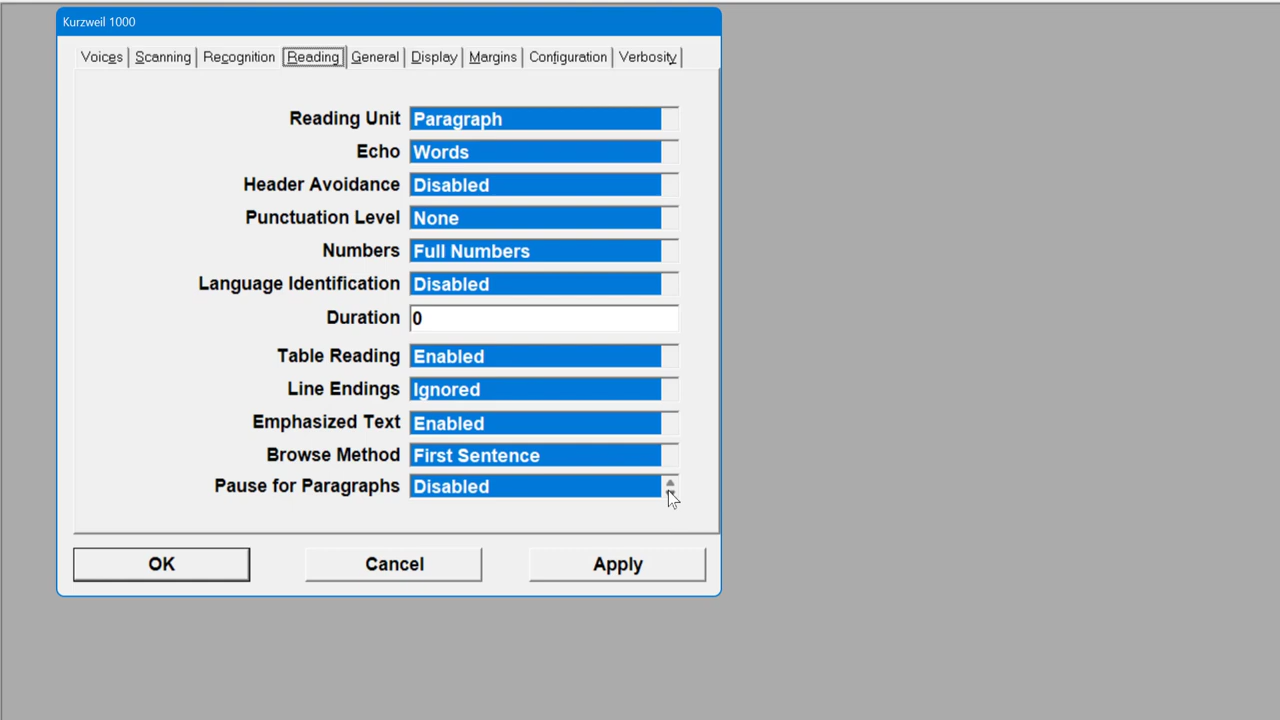 Kurzweil 1000
Voices Scanning Recognition Reading General Display Margins Configuration Verbosity
Reading Unit Paragraph
Echo Words
Header Avoidance Disabled
Punctuation Level None
Numbers Full Numbers
Language Identification Disabled
Duration 0
Table Reading Enabled
Line Endings Ignored
Emphasized Text Enabled
Browse Method First Sentence
Pause for Paragraphs Disabled
OK Cancel Apply